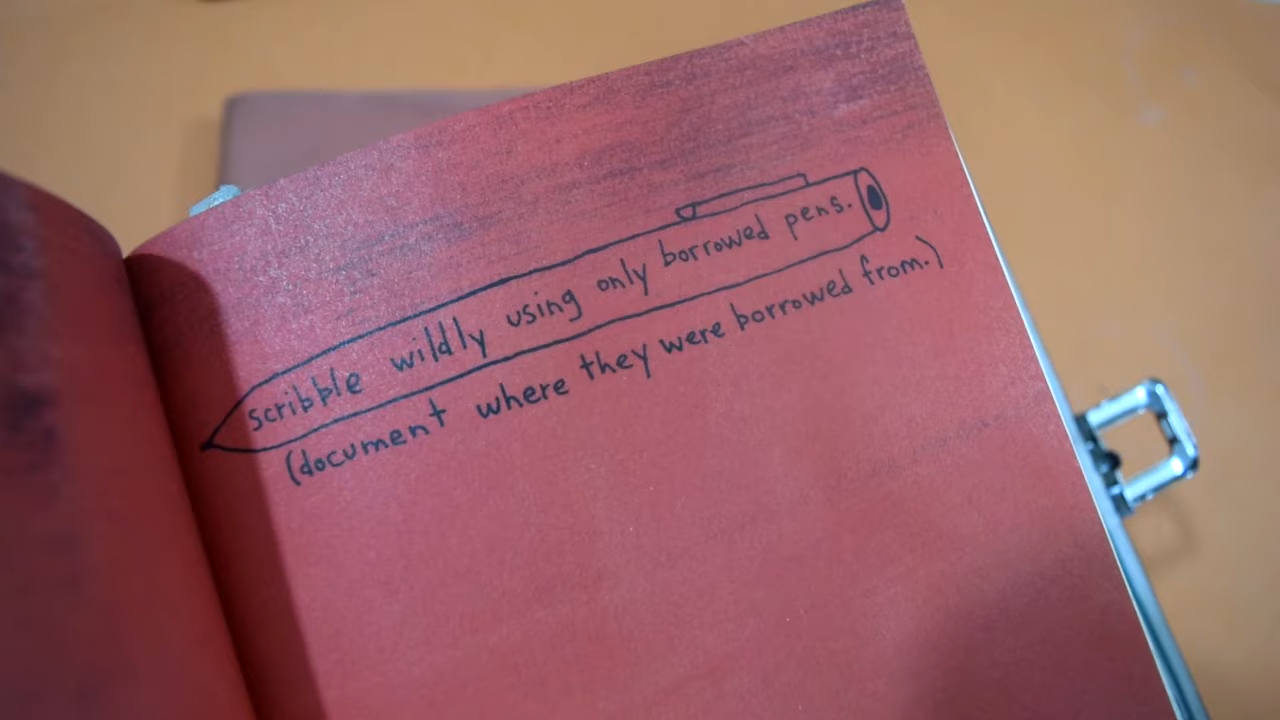 scribble wildly using only borrowed pens.
(document where they were borrowed from.)